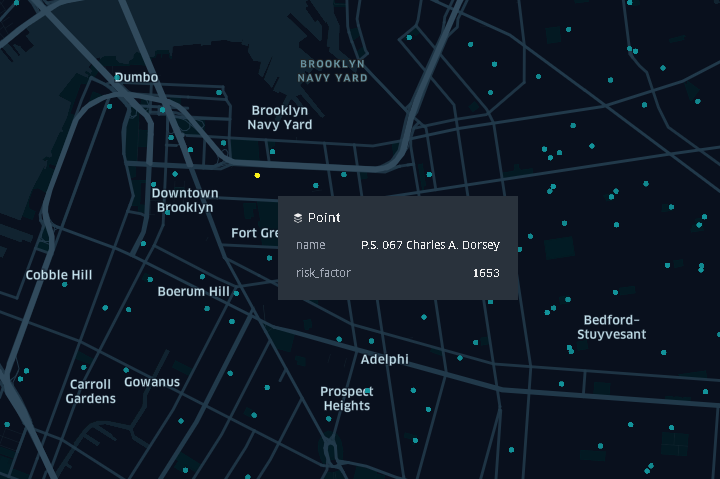 BROOKLYN
NAVY YARD
Dumbo
Brooklyn
Navy Yard
Downtown
Brooklyn
Point
Fort Gre
name P.S. 067 Charles A. Dorsey
risk_factor 1653
Cobble Hill
Boerum Hill
Bedford-
Stuyvesant
Adelphi
Carroll
Gardens
Gowanus
Prospect
Heights